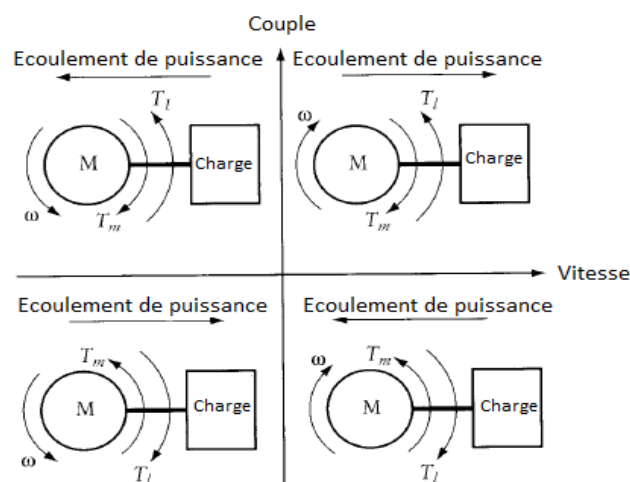 Couple
Ecoulement de puissance
Ecoulement de puissance
T_l
ω
M
Charge
M
Charge
ω
T_m
T_m
T_l
Vitesse
Ecoulement de puissance
Ecoulement de puissance
T_m
ω
T_m
M
Charge
M
Charge
ω
T_l
T_l